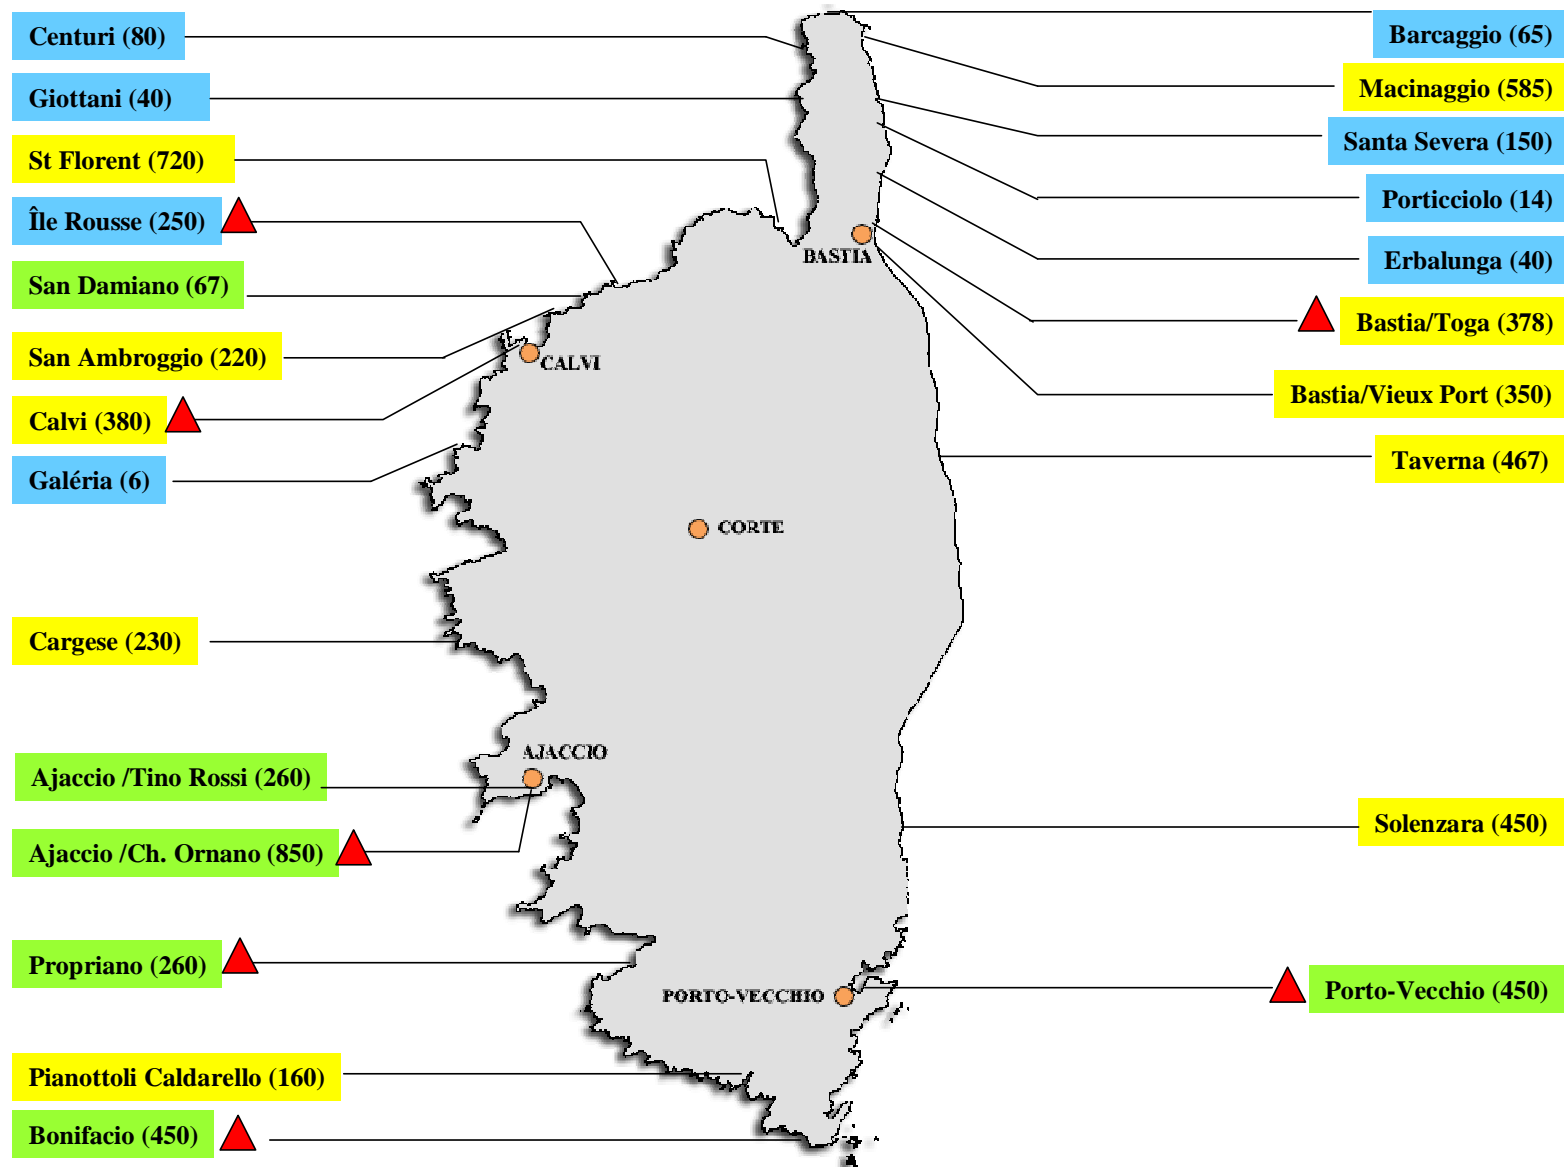 Centuri (80)
Giottani (40)
St Florent (720)
Île Rousse (250)
San Damiano (67)
San Ambroggio (220)
Calvi (380)
Galéria (6)
Cargese (230)
Ajaccio /Tino Rossi (260)
Ajaccio /Ch. Ornano (850)
Propriano (260)
Pianottoli Caldarello (160)
Bonifacio (450)
BASTIA
CALVI
CORTE
AJACCIO
PORTO-VECCHIO
Barcaggio (65)
Macinaggio (585)
Santa Severa (150)
Porticciolo (14)
Erbalunga (40)
Bastia/Toga (378)
Bastia/Vieux Port (350)
Taverna (467)
Solenzara (450)
Porto-Vecchio (450)